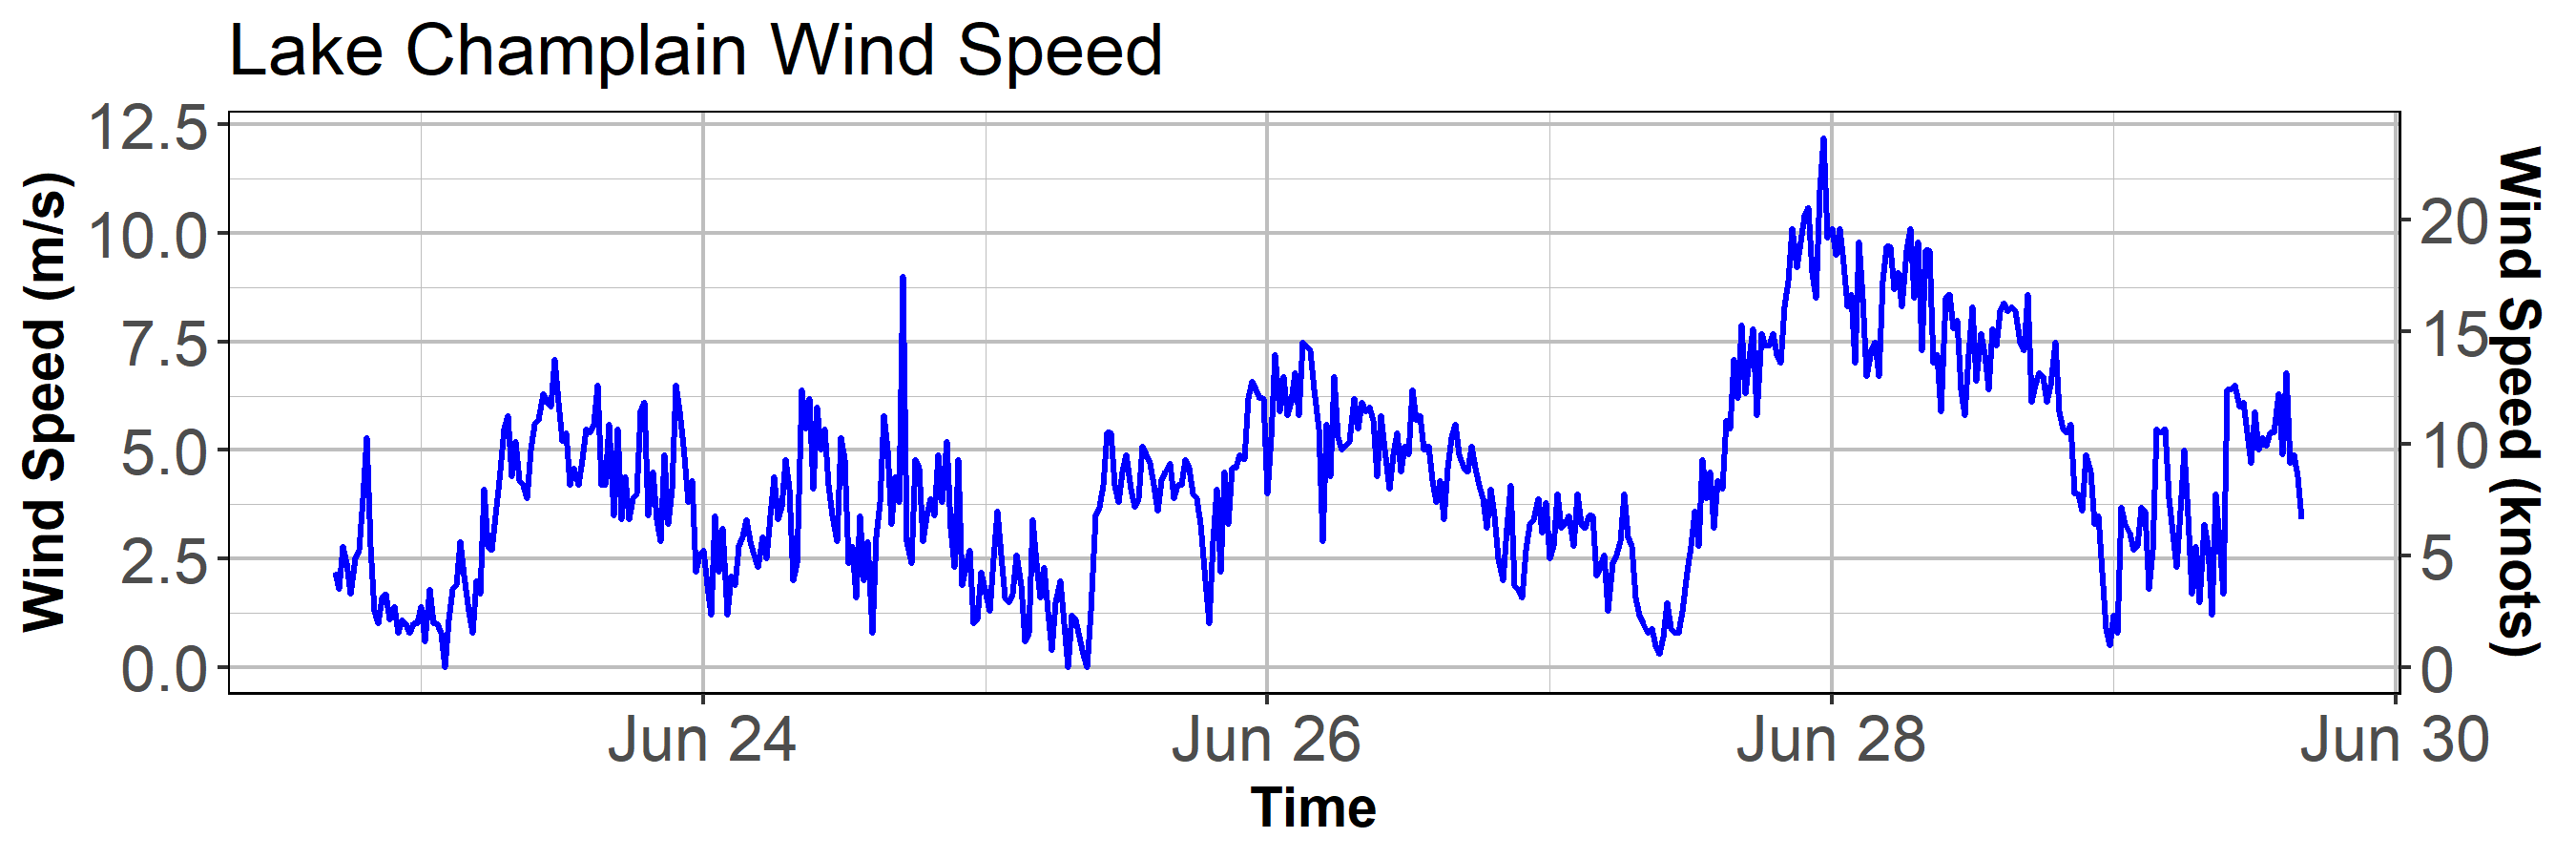 Lake Champlain Wind Speed
Wind Speed (m/s)
12.5
10.0
7.5
5.0
2.5
0.0
20
15
10
5
0
Wind Speed (knots)
Jun 24
Jun 26
Jun 28
Jun 30
Time